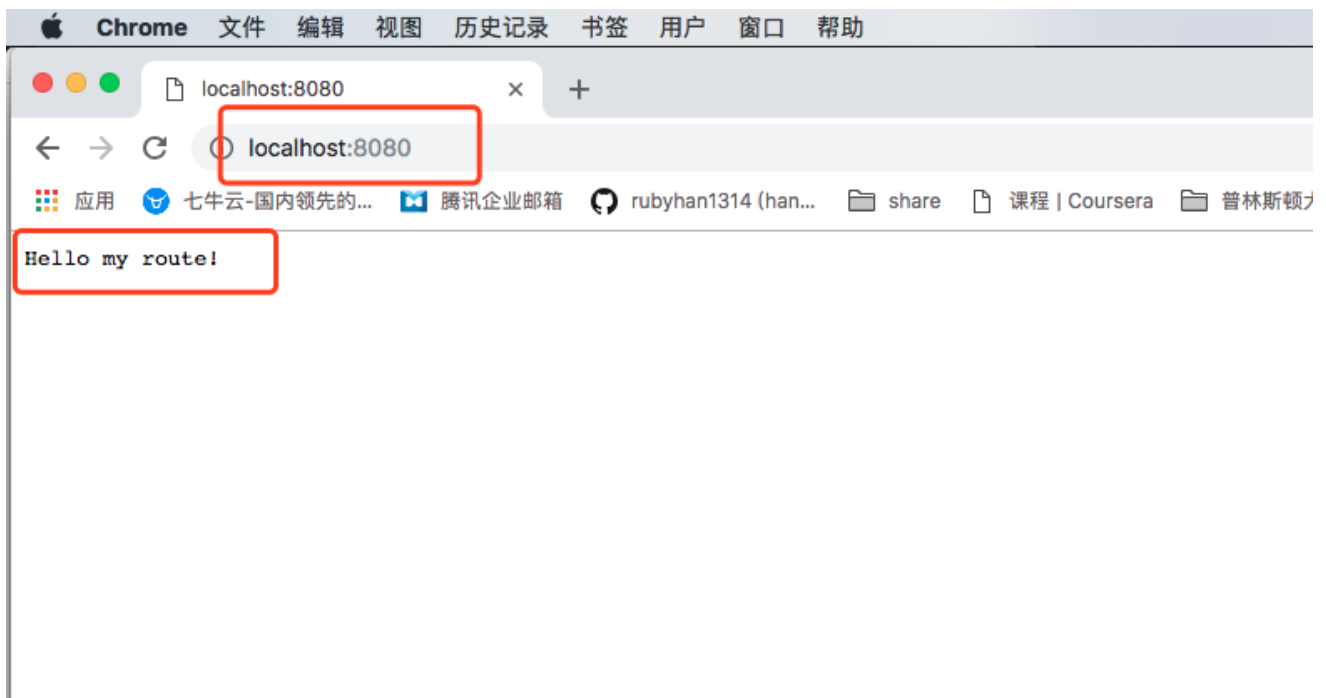 Chrome 文件 编辑 视图 历史记录 书签 用户 窗口 帮助
localhost:8080
localhost:8080
应用 七牛云-国内领先的... 腾讯企业邮箱 rubyhan1314 (han... share 课程 | Coursera 普林斯顿大
Hello my route!